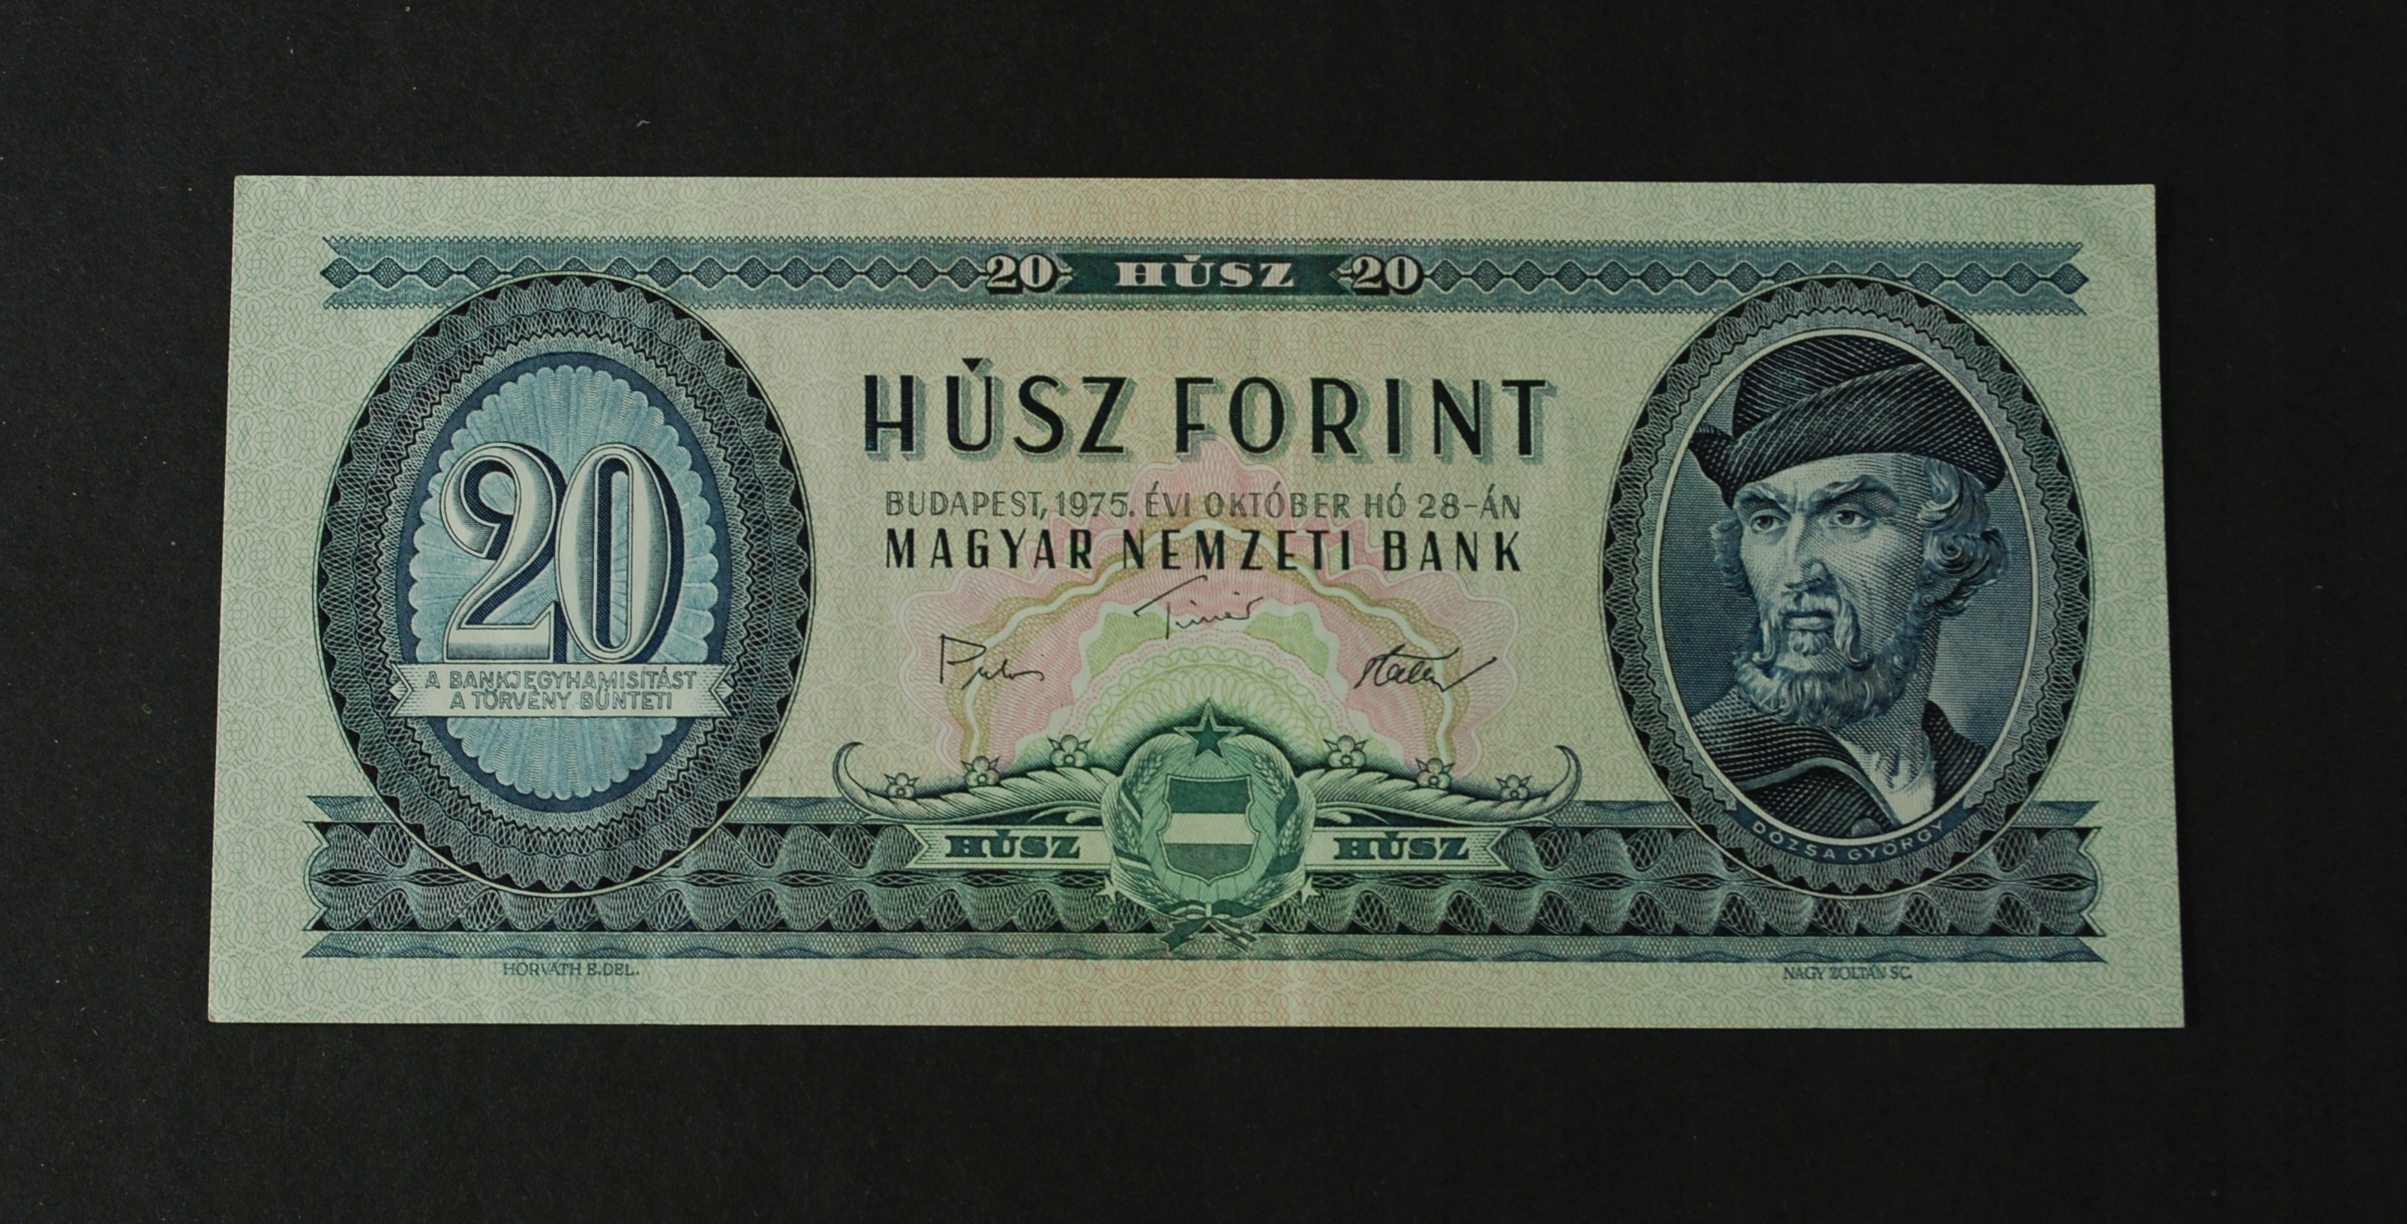 20 HÚSZ 20
HÚSZ FORINT
BUDAPEST, 1975. ÉVI OKTÓBER HÓ 28-ÁN
MAGYAR NEMZETI BANK
20
A BANKJEGYHAMISÍTÁST
A TÖRVÉNY BÜNTETI
HÚSZ HÚSZ
DÓZSA GYÖRGY
HORVÁTH E. DEL.
NAGY ZOLTÁN SC.